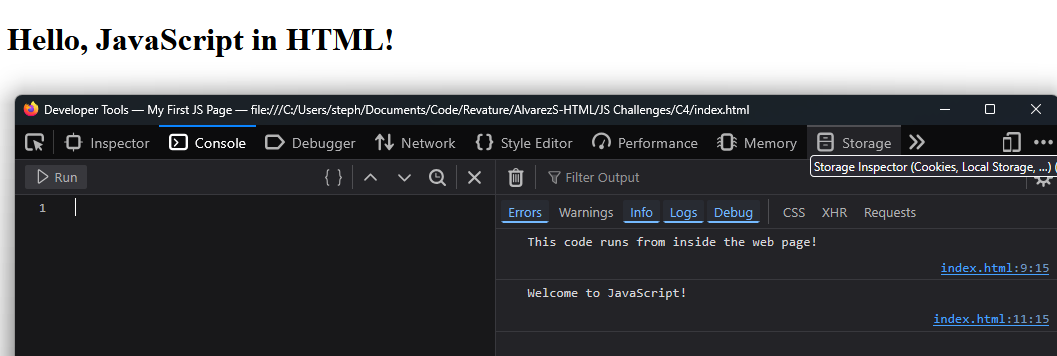 Hello, JavaScript in HTML!
Developer Tools — My First JS Page — file:///C:/Users/steph/Documents/Code/Revature/AlvarezS-HTML/JS Challenges/C4/index.html
Inspector Console Debugger Network {} Style Editor Performance Memory Storage
Storage Inspector (Cookies, Local Storage, ...) (
Run { } Filter Output
1
Errors Warnings Info Logs Debug CSS XHR Requests
This code runs from inside the web page!
index.html:9:15
Welcome to JavaScript!
index.html:11:15